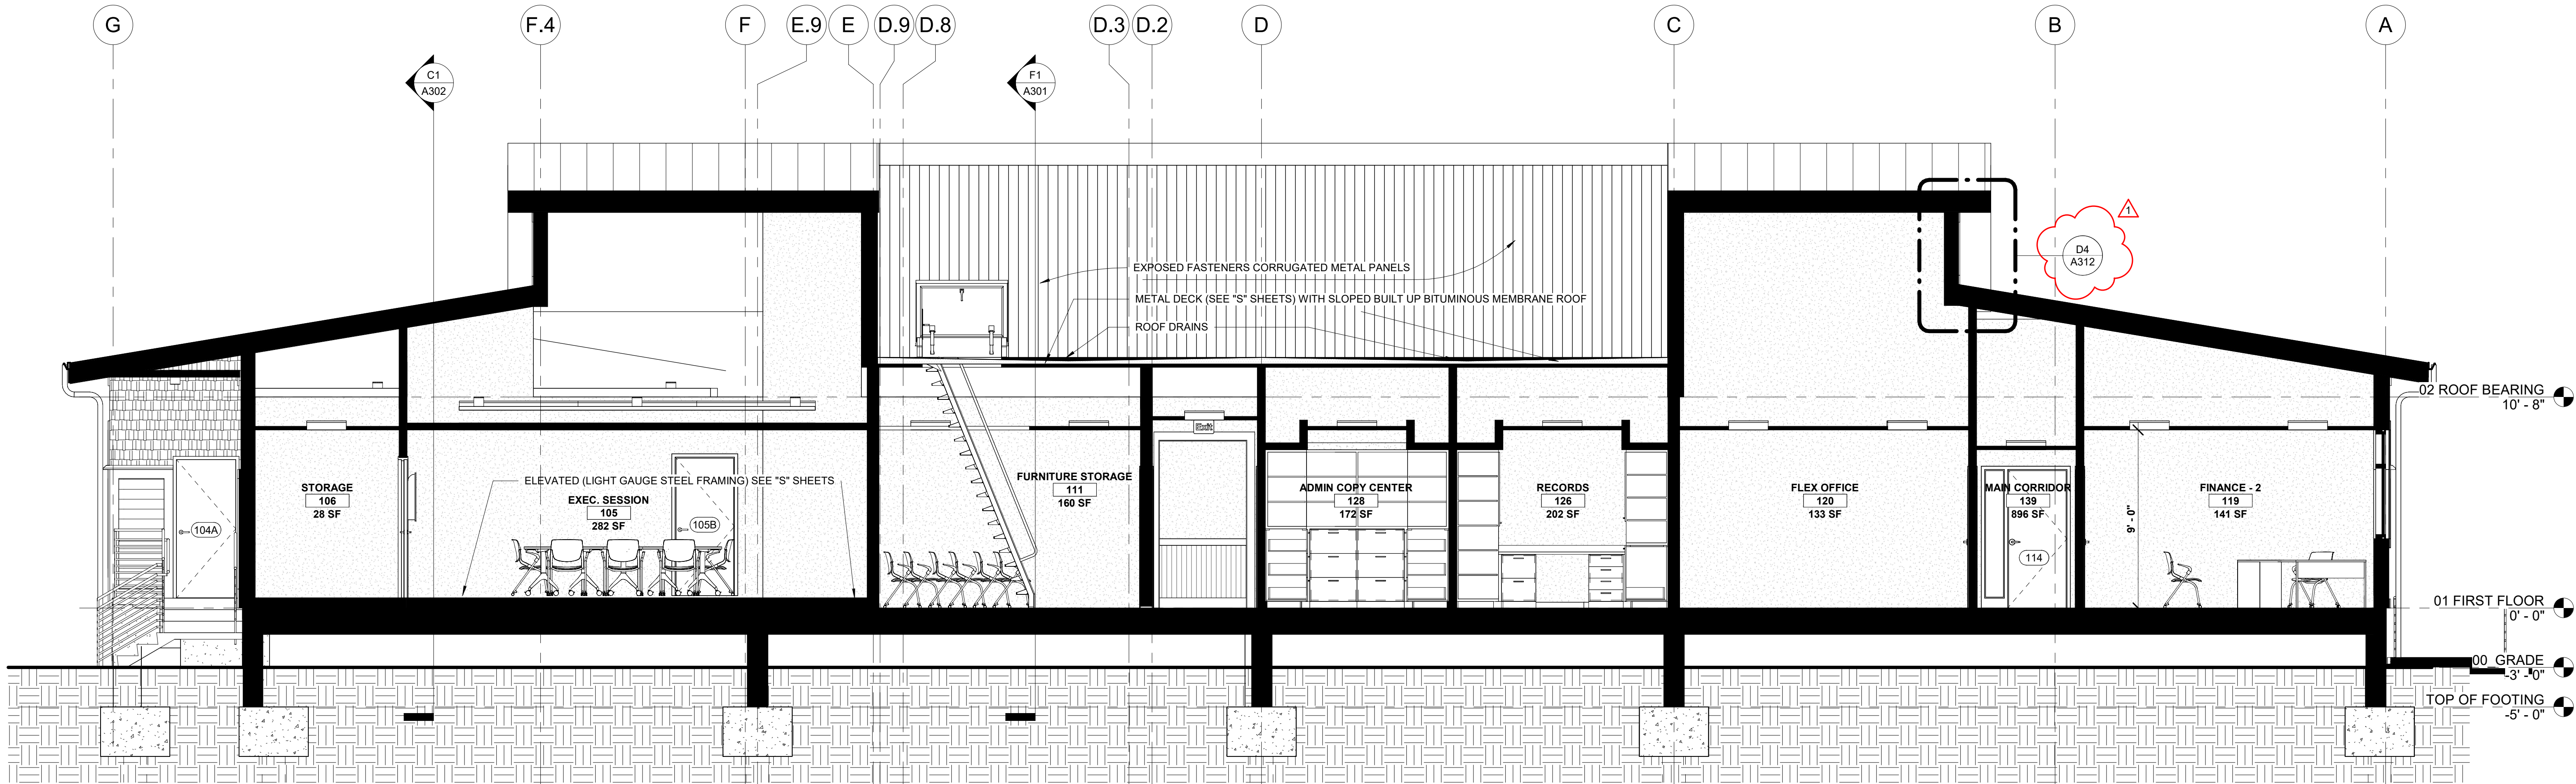 G
F.4
F
E.9
E
D.9
D.8
D.3
D.2
D
C
B
A
C1
A302
F1
A301
1
D4
A312
EXPOSED FASTENERS CORRUGATED METAL PANELS
METAL DECK (SEE "S" SHEETS) WITH SLOPED BUILT UP BITUMINOUS MEMBRANE ROOF
ROOF DRAINS
02 ROOF BEARING
10' - 8"
Exit
ELEVATED (LIGHT GAUGE STEEL FRAMING) SEE "S" SHEETS
STORAGE
106
28 SF
EXEC. SESSION
105
282 SF
FURNITURE STORAGE
111
160 SF
ADMIN COPY CENTER
128
172 SF
RECORDS
126
202 SF
FLEX OFFICE
120
133 SF
MAIN CORRIDOR
139
896 SF
FINANCE - 2
119
141 SF
9' - 0"
104A
105B
114
01 FIRST FLOOR
0' - 0"
00 GRADE
-3' - 0"
TOP OF FOOTING
-5' - 0"